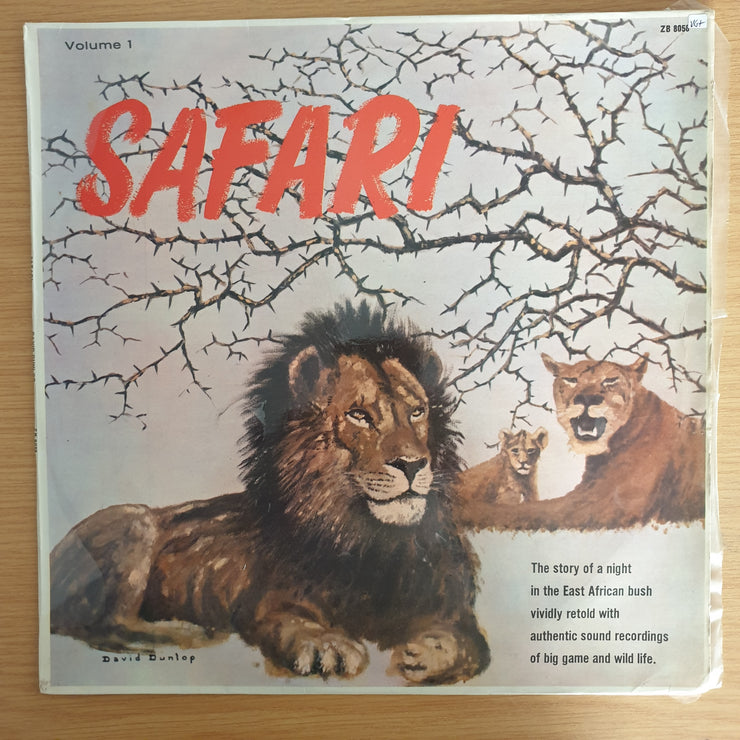 Volume 1
ZB 8056
VG+
SAFARI
The story of a night
in the East African bush
vividly retold with
authentic sound recordings
of big game and wild life.
David Dunlop